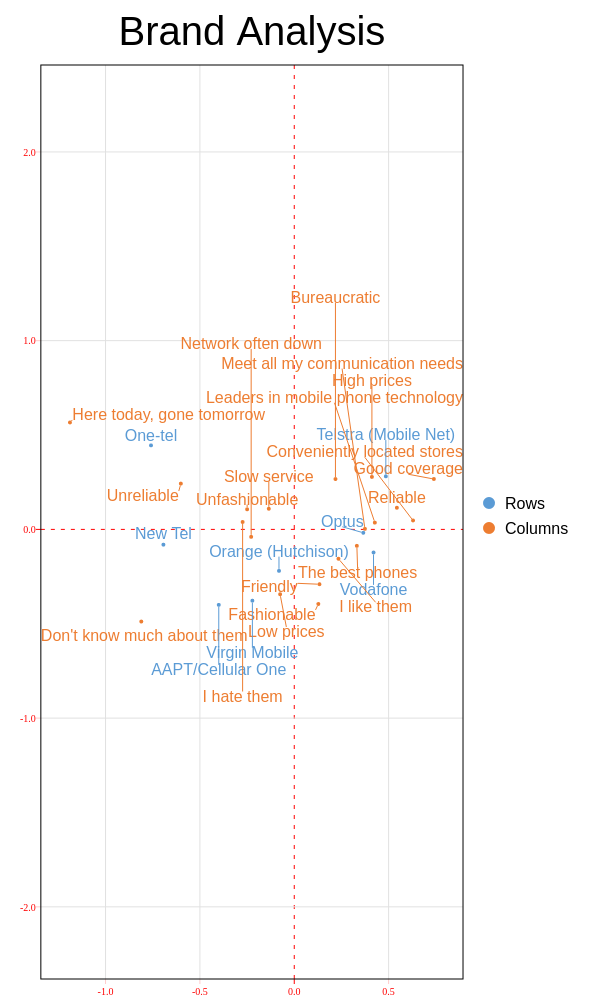 Brand Analysis
2.0
Bureaucratic
1.0
Network often down
Meet all my communication needs
High prices
Leaders in mobile phone technology
Here today, gone tomorrow
One-tel
Telstra (Mobile Net)
Conveniently located stores
Good coverage
Slow service
Unreliable
Unfashionable
Reliable
Rows
Columns
Optus
0.0
New Tel
Orange (Hutchison)
The best phones
Friendly
Vodafone
I like them
Fashionable
Low prices
Don't know much about them
Virgin Mobile
AAPT/Cellular One
I hate them
-1.0
-2.0
-1.0
-0.5
0.0
0.5